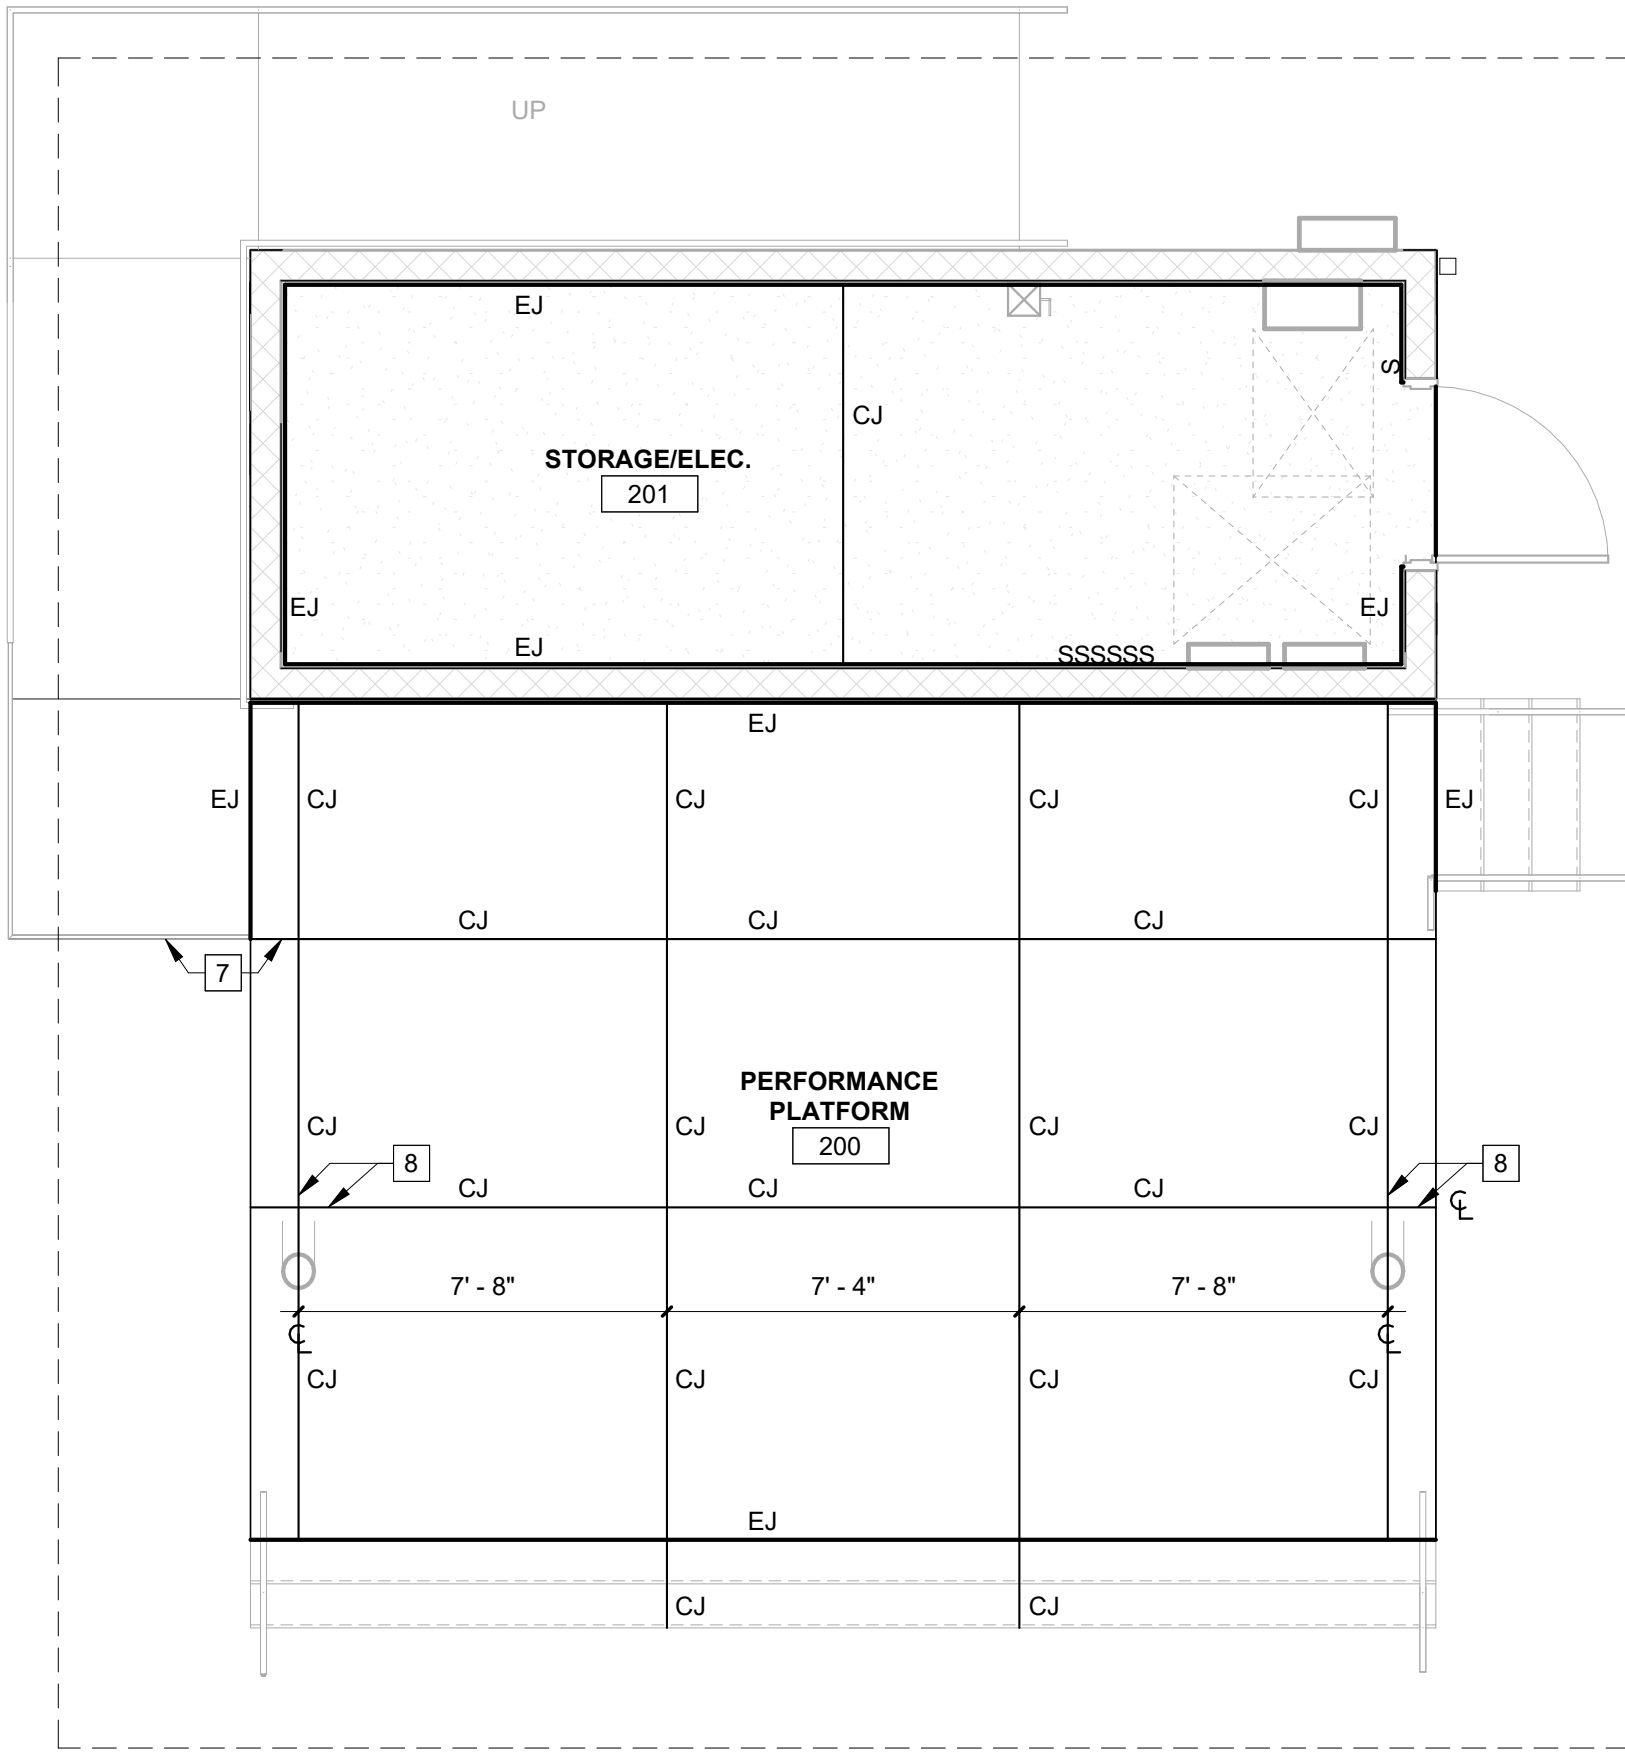 UP
EJ
S
CJ
STORAGE/ELEC.
201
EJ
EJ
EJ
SSSSSS
EJ
EJ
CJ
CJ
CJ
CJ
EJ
CJ
CJ
CJ
7
PERFORMANCE
PLATFORM
200
CJ
CJ
CJ
CJ
8
8
CJ
CJ
CJ
℄
7' - 8"
7' - 4"
7' - 8"
℄
℄
CJ
CJ
CJ
CJ
EJ
CJ
CJ